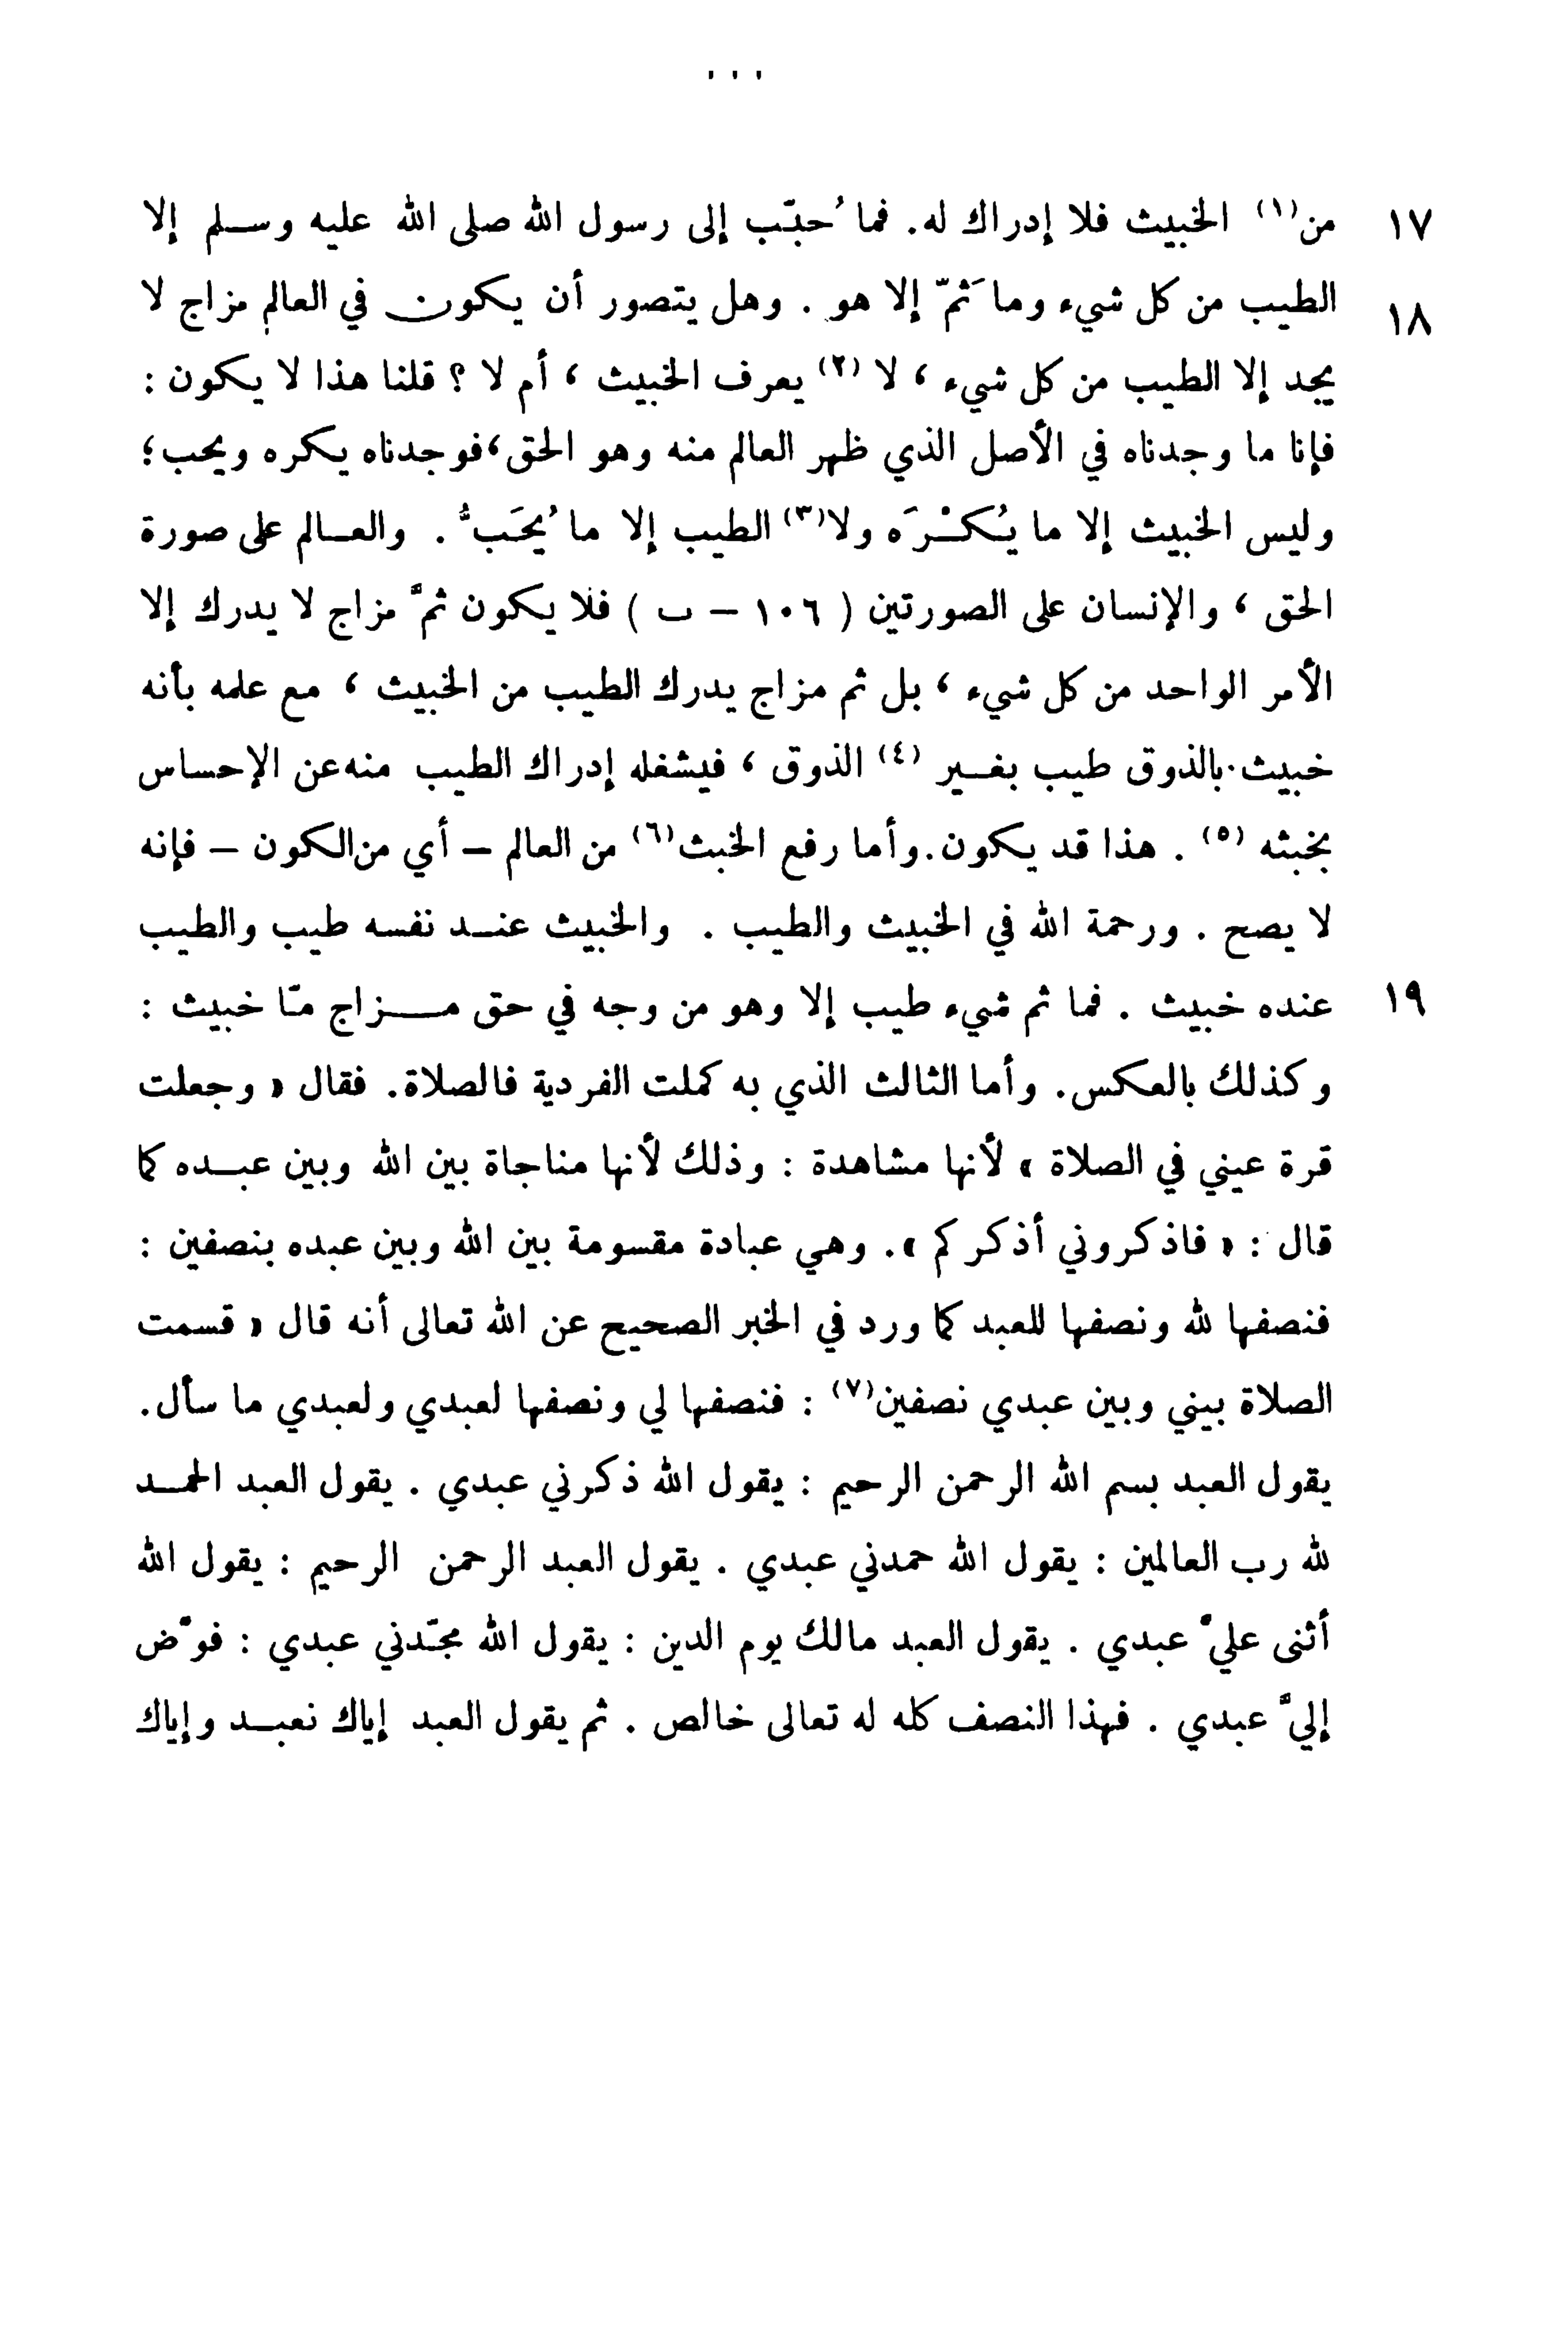 ١٧ من(١) الخبيث فلا إدراك له. فما حُبِّب إلى رسول الله صلى الله عليه وسلم إلا
١٨ الطيب من كل شيء وما ثَمّ إلا هو . وهل يتصور أن يكون في العالم مزاج لا
يجد إلا الطيب من كل شيء ، لا (٢) يعرف الخبيث ، أم لا ؟ قلنا هذا لا يكون :
فإنا ما وجدناه في الأصل الذي ظهر العالم منه وهو الحق،فوجدناه يكره ويحب؛
وليس الخبيث إلا ما يُكْرَه ولا(٣) الطيب إلا ما يُحَبُّ . والعالم على صورة
الحق ، والإنسان على الصورتين ( ١٠٦ – ب ) فلا يكون ثمَّ مزاج لا يدرك إلا
الأمر الواحد من كل شيء ، بل ثم مزاج يدرك الطيب من الخبيث ، مع علمه بأنه
خبيث بالذوق طيب بغير (٤) الذوق ، فيشغله إدراك الطيب منه عن الإحساس
بخبثه (٥) . هذا قد يكون.وأما رفع الخبث(٦) من العالم – أي من الكون – فإنه
لا يصح . ورحمة الله في الخبيث والطيب . والخبيث عند نفسه طيب والطيب
١٩ عنده خبيث . فما ثم شيء طيب إلا وهو من وجه في حق مزاج مّا خبيث :
وكذلك بالعكس. وأما الثالث الذي به كملت الفردية فالصلاة. فقال « وجعلت
قرة عيني في الصلاة » لأنها مشاهدة : وذلك لأنها مناجاة بين الله وبين عبده كما
قال : « فاذكروني أذكركم ». وهي عبادة مقسومة بين الله وبين عبده بنصفين :
فنصفها لله ونصفها للعبد كما ورد في الخبر الصحيح عن الله تعالى أنه قال « قسمت
الصلاة بيني وبين عبدي نصفين(٧) : فنصفها لي ونصفها لعبدي ولعبدي ما سأل.
يقول العبد بسم الله الرحمن الرحيم : يقول الله ذكرني عبدي . يقول العبد الحمد
لله رب العالمين : يقول الله حمدني عبدي . يقول العبد الرحمن الرحيم : يقول الله
أثنى عليَّ عبدي . يقول العبد مالك يوم الدين : يقول الله مجّدني عبدي : فوَّض
إليَّ عبدي . فهذا النصف كله له تعالى خالص . ثم يقول العبد إياك نعبد وإياك